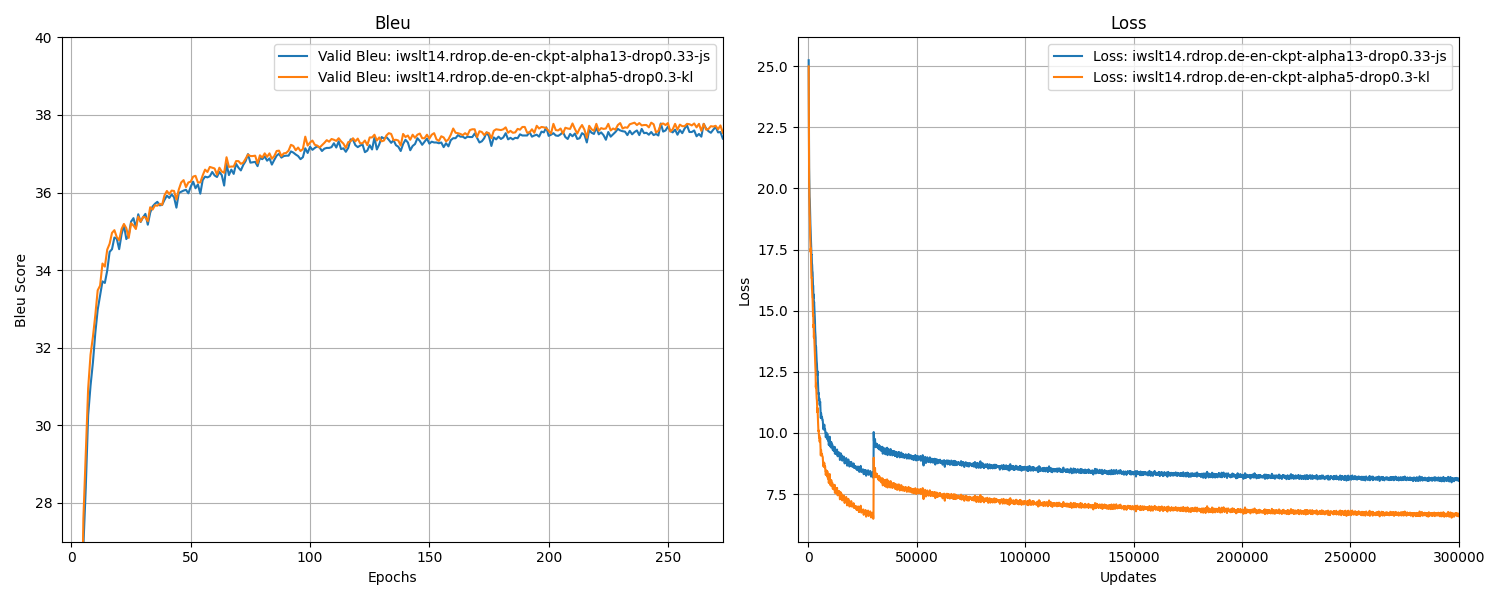 Bleu
40
38
36
34
32
30
28
Bleu Score
0
50
100
150
200
250
Epochs
Valid Bleu: iwslt14.rdrop.de-en-ckpt-alpha13-drop0.33-js
Valid Bleu: iwslt14.rdrop.de-en-ckpt-alpha5-drop0.3-kl
Loss
25.0
22.5
20.0
17.5
15.0
12.5
10.0
7.5
Loss
0
50000
100000
150000
200000
250000
300000
Updates
Loss: iwslt14.rdrop.de-en-ckpt-alpha13-drop0.33-js
Loss: iwslt14.rdrop.de-en-ckpt-alpha5-drop0.3-kl